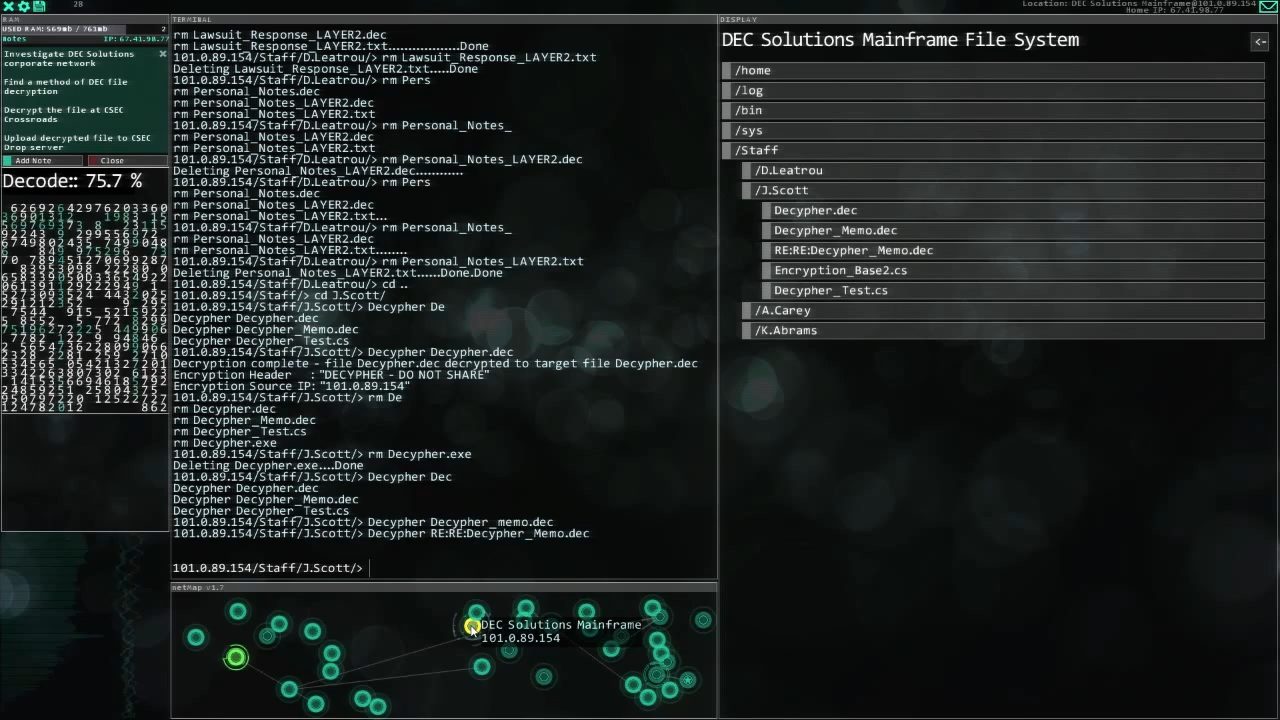 28
Location: DEC Solutions Mainframe@101.0.89.154
Home IP: 67.41.98.77
RAM
USED RAM: 569mb / 761mb
2
Notes
IP: 67.41.98.77
Investigate DEC Solutions
corporate network
Find a method of DEC file
decryption
Decrypt the file at CSEC
Crossroads
Upload decrypted file to CSEC
Drop server
Add Note
Close
Decode:: 75.7 %
TERMINAL
rm Lawsuit_Response_LAYER2.dec
rm Lawsuit_Response_LAYER2.txt..................Done
101.0.89.154/Staff/D.Leatrou/> rm Lawsuit_Response_LAYER2.txt
Deleting Lawsuit_Response_LAYER2.txt.....Done
101.0.89.154/Staff/D.Leatrou/> rm Pers
rm Personal_Notes.dec
rm Personal_Notes_LAYER2.dec
rm Personal_Notes_LAYER2.txt
101.0.89.154/Staff/D.Leatrou/> rm Personal_Notes_
rm Personal_Notes_LAYER2.dec
rm Personal_Notes_LAYER2.txt
101.0.89.154/Staff/D.Leatrou/> rm Personal_Notes_LAYER2.dec
Deleting Personal_Notes_LAYER2.dec............
101.0.89.154/Staff/D.Leatrou/> rm Pers
rm Personal_Notes.dec
rm Personal_Notes_LAYER2.dec
rm Personal_Notes_LAYER2.txt...
101.0.89.154/Staff/D.Leatrou/> rm Personal_Notes_
rm Personal_Notes_LAYER2.dec
rm Personal_Notes_LAYER2.txt........
101.0.89.154/Staff/D.Leatrou/> rm Personal_Notes_LAYER2.txt
Deleting Personal_Notes_LAYER2.txt......Done.Done
101.0.89.154/Staff/D.Leatrou/> cd ..
101.0.89.154/Staff/> cd J.Scott/
101.0.89.154/Staff/J.Scott/> Decypher De
Decypher Decypher.dec
Decypher Decypher_Memo.dec
Decypher Decypher_Test.cs
101.0.89.154/Staff/J.Scott/> Decypher Decypher.dec
Decryption complete - file Decypher.dec decrypted to target file Decypher.dec
Encryption Header   : "DECYPHER - DO NOT SHARE"
Encryption Source IP: "101.0.89.154"
101.0.89.154/Staff/J.Scott/> rm De
rm Decypher.dec
rm Decypher_Memo.dec
rm Decypher_Test.cs
rm Decypher.exe
101.0.89.154/Staff/J.Scott/> rm Decypher.exe
Deleting Decypher.exe....Done
101.0.89.154/Staff/J.Scott/> Decypher Dec
Decypher Decypher.dec
Decypher Decypher_Memo.dec
Decypher Decypher_Test.cs
101.0.89.154/Staff/J.Scott/> Decypher Decypher_memo.dec
101.0.89.154/Staff/J.Scott/> Decypher RE:RE:Decypher_Memo.dec
101.0.89.154/Staff/J.Scott/>
netMap v1.7
DEC Solutions Mainframe
101.0.89.154
DISPLAY
DEC Solutions Mainframe File System
<-
/home
/log
/bin
/sys
/Staff
/D.Leatrou
/J.Scott
Decypher.dec
Decypher_Memo.dec
RE:RE:Decypher_Memo.dec
Encryption_Base2.cs
Decypher_Test.cs
/A.Carey
/K.Abrams